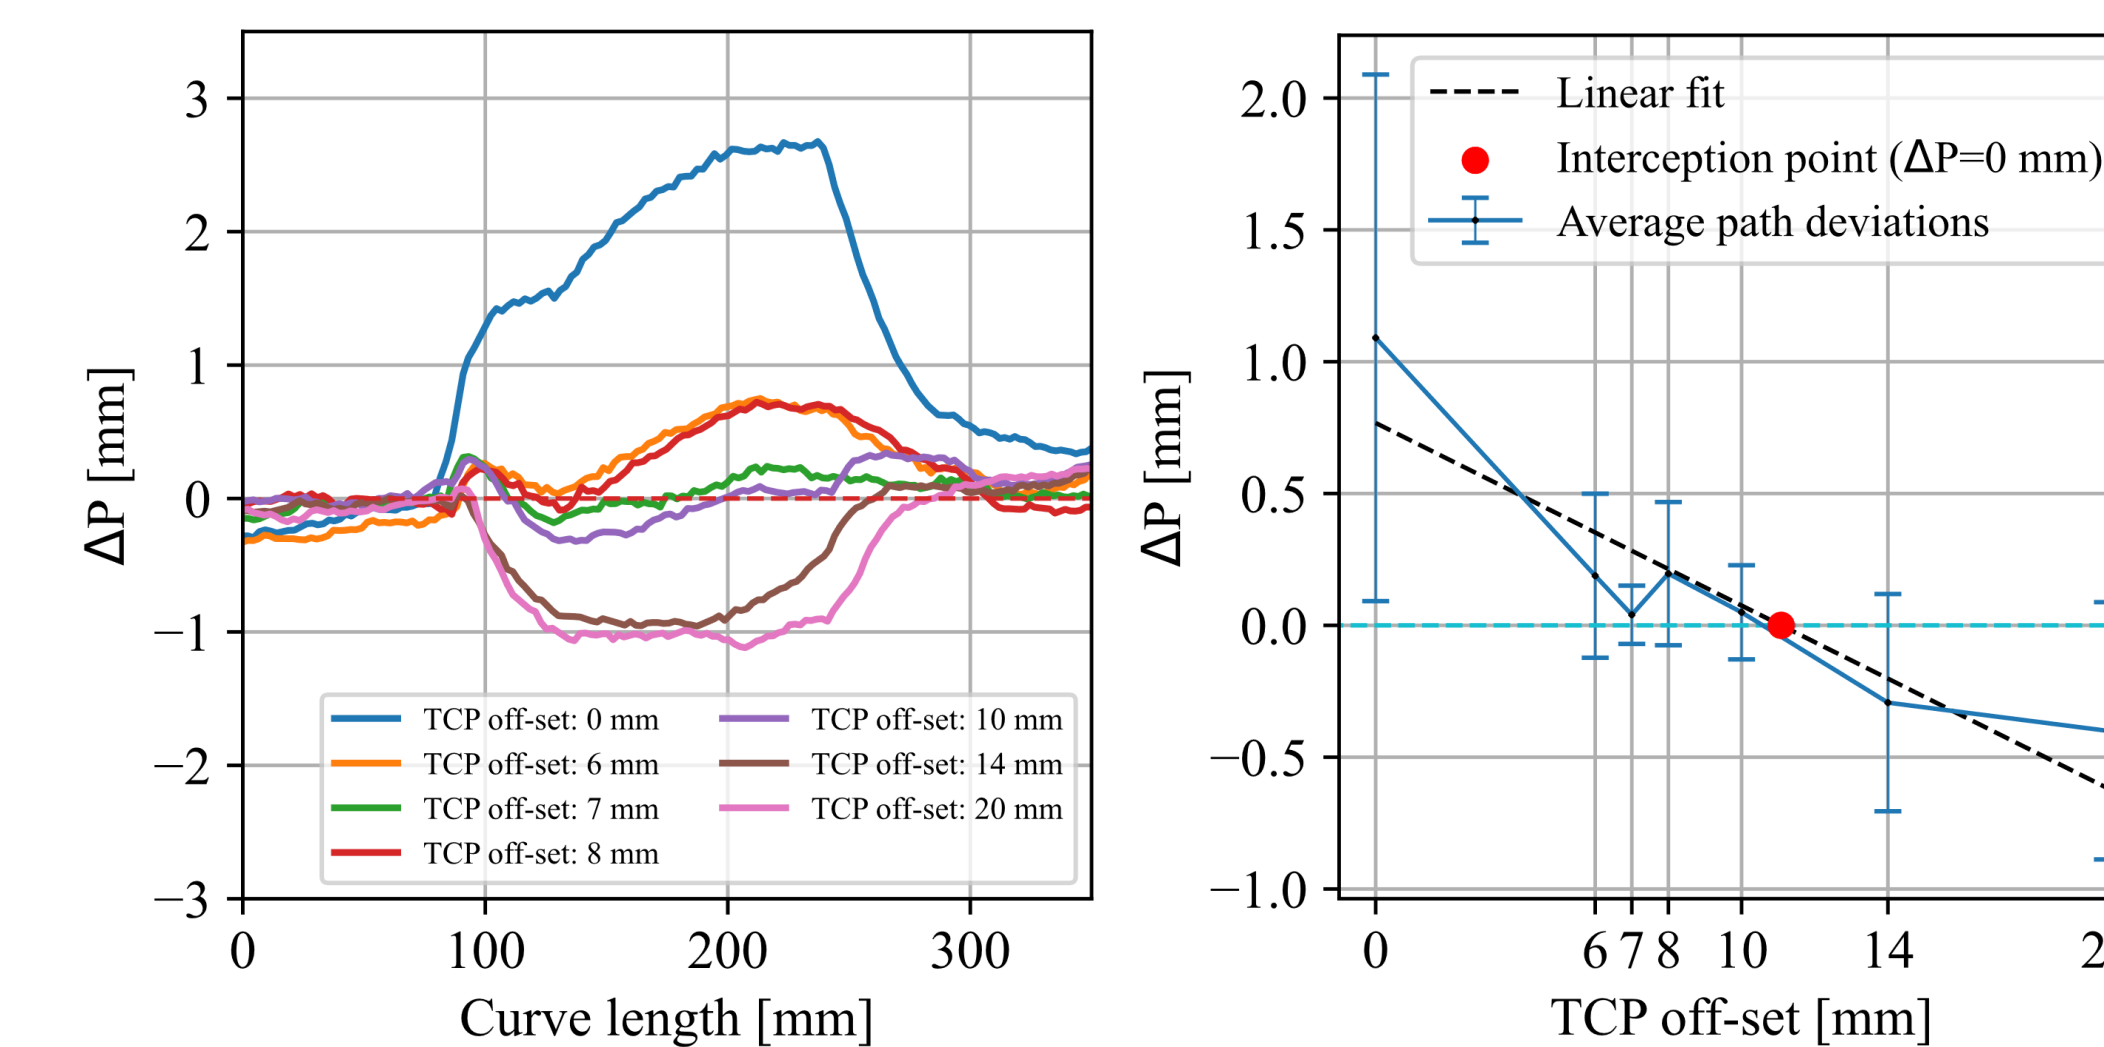 ΔP [mm]
3
2
1
0
−1
−2
−3
0 100 200 300
Curve length [mm]
TCP off-set: 0 mm
TCP off-set: 6 mm
TCP off-set: 7 mm
TCP off-set: 8 mm
TCP off-set: 10 mm
TCP off-set: 14 mm
TCP off-set: 20 mm
ΔP [mm]
2.0
1.5
1.0
0.5
0.0
−0.5
−1.0
0 6 7 8 10 14 2
TCP off-set [mm]
Linear fit
Interception point (ΔP=0 mm)
Average path deviations